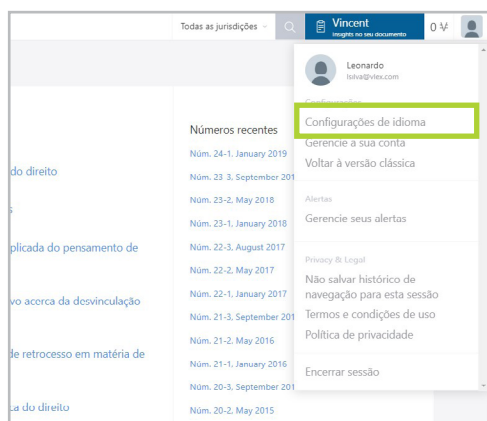 Todas as jurisdições
Vincent
Insights no seu documento
0
Leonardo
lsilva@vlex.com
Configurações
Configurações de idioma
Gerencie a sua conta
Voltar à versão clássica
Alertas
Gerencie seus alertas
Privacy & Legal
Não salvar histórico de
navegação para esta sessão
Termos e condições de uso
Política de privacidade
Encerrar sessão
do direito
s
plicada do pensamento de
vo acerca da desvinculação
de retrocesso em matéria de
ca do direito
Números recentes
Núm. 24-1, January 2019
Núm. 23-3, September 201
Núm. 23-2, May 2018
Núm. 23-1, January 2018
Núm. 22-3, August 2017
Núm. 22-2, May 2017
Núm. 22-1, January 2017
Núm. 21-3, September 201
Núm. 21-2, May 2016
Núm. 21-1, January 2016
Núm. 20-3, September 201
Núm. 20-2, May 2015